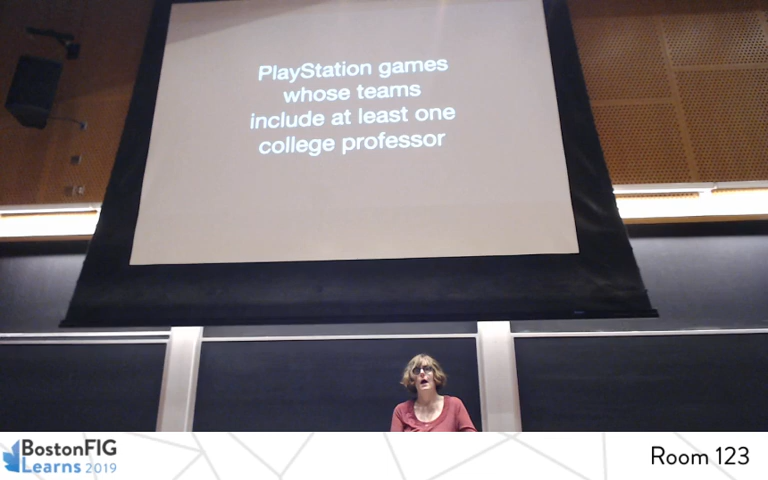 PlayStation games
whose teams
include at least one
college professor
BostonFIG
Learns 2019
Room 123